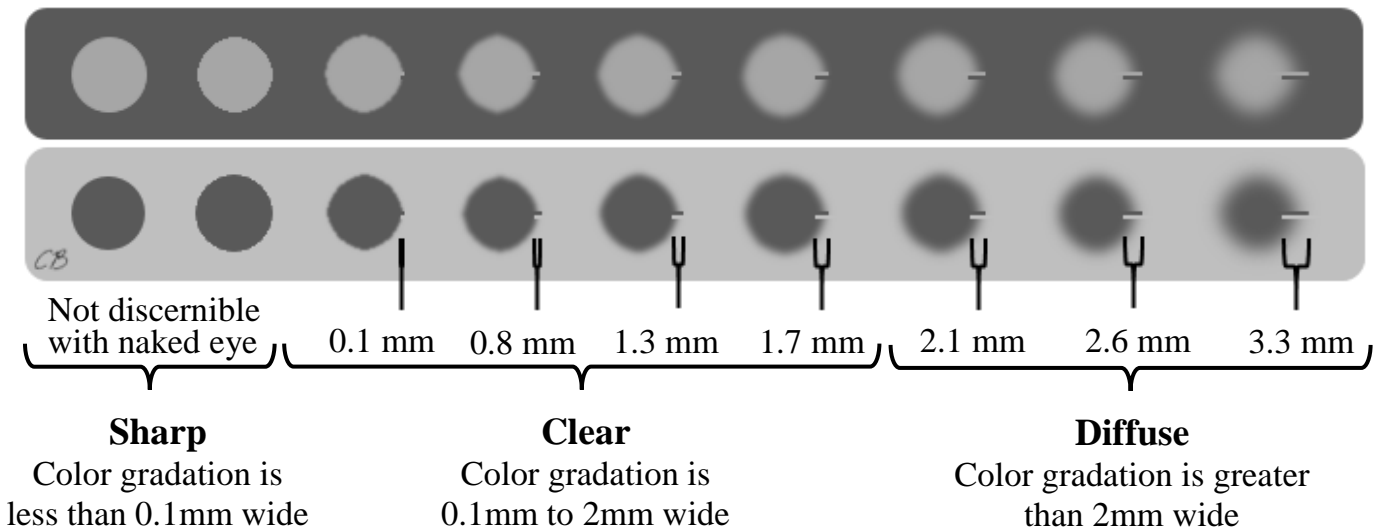 CB
Not discernible
with naked eye
0.1 mm
0.8 mm
1.3 mm
1.7 mm
2.1 mm
2.6 mm
3.3 mm
Sharp
Color gradation is
less than 0.1mm wide
Clear
Color gradation is
0.1mm to 2mm wide
Diffuse
Color gradation is greater
than 2mm wide